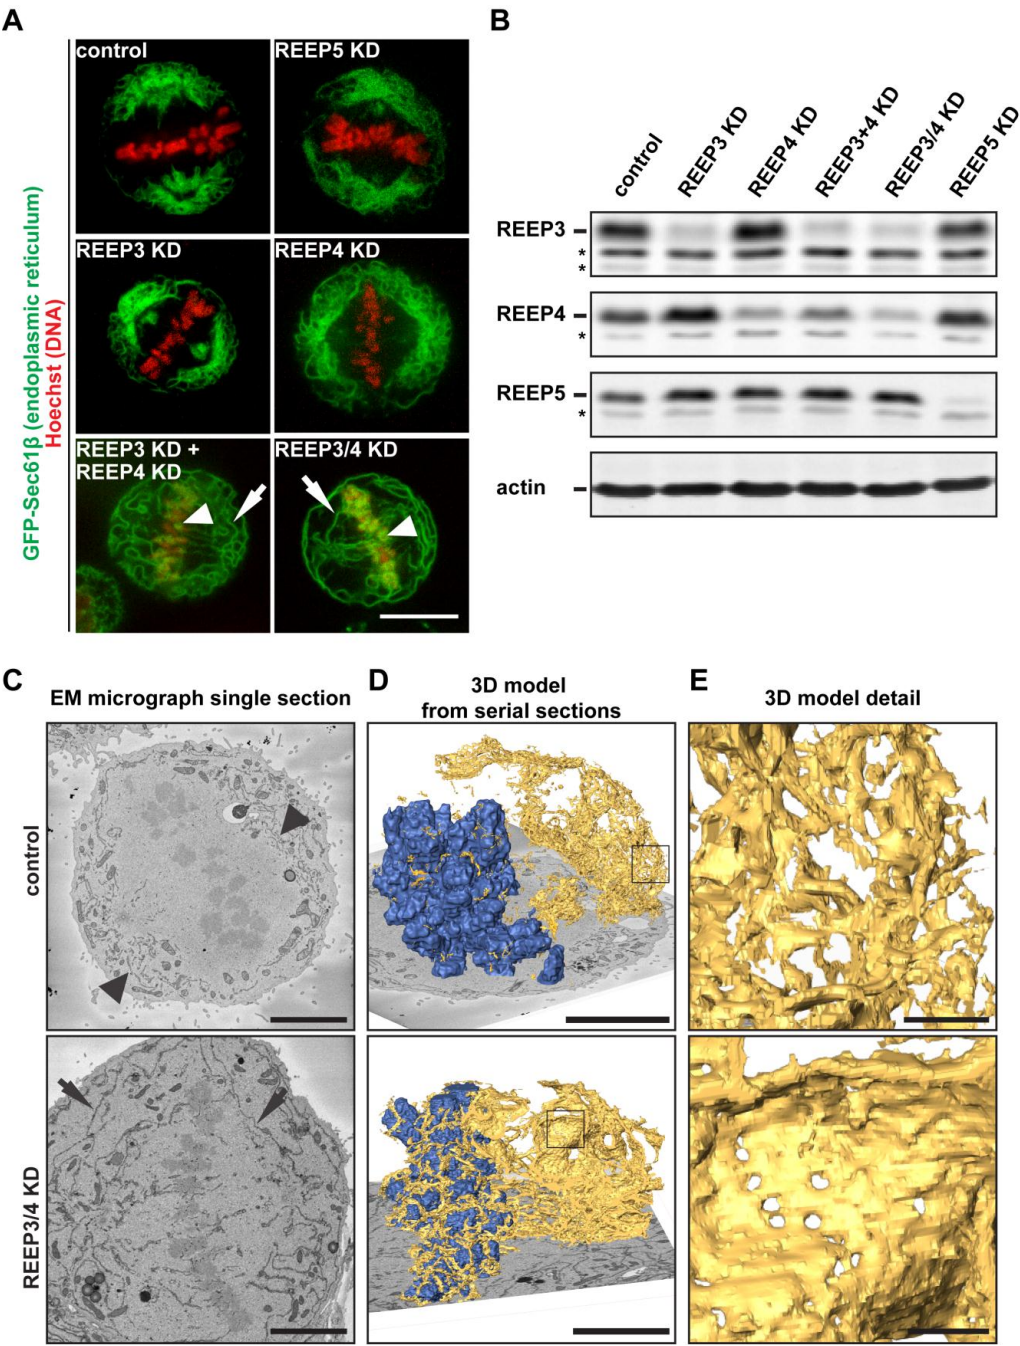 A
control
REEP5 KD
REEP3 KD
REEP4 KD
REEP3 KD +
REEP4 KD
REEP3/4 KD
GFP-Sec61β (endoplasmic reticulum)
Hoechst (DNA)
B
control
REEP3 KD
REEP4 KD
REEP3+4 KD
REEP3/4 KD
REEP5 KD
REEP3
*
*
REEP4
*
REEP5
*
actin
C
EM micrograph single section
D
3D model
from serial sections
E
3D model detail
control
REEP3/4 KD